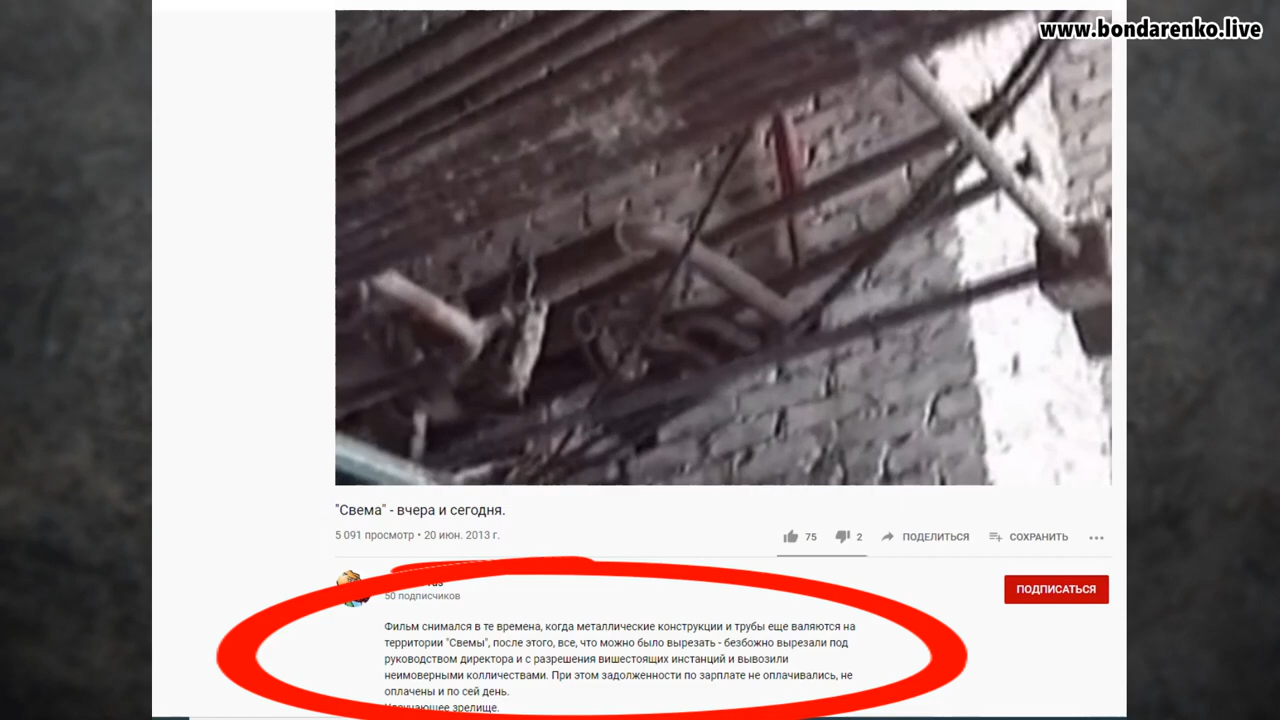 www.bondarenko.live
"Свема" - вчера и сегодня.
5 091 просмотр • 20 июн. 2013 г.
75
2
ПОДЕЛИТЬСЯ
СОХРАНИТЬ
50 подписчиков
ПОДПИСАТЬСЯ
Фильм снимался в те времена, когда металлические конструкции и трубы еще валяются на
территории "Свемы", после этого, все, что можно было вырезать - безбожно вырезали под
руководством директора и с разрешения вишестоящих инстанций и вывозили
неимоверными колличествами. При этом задолженности по зарплате не оплачивались, не
оплачены и по сей день.
зрелище.